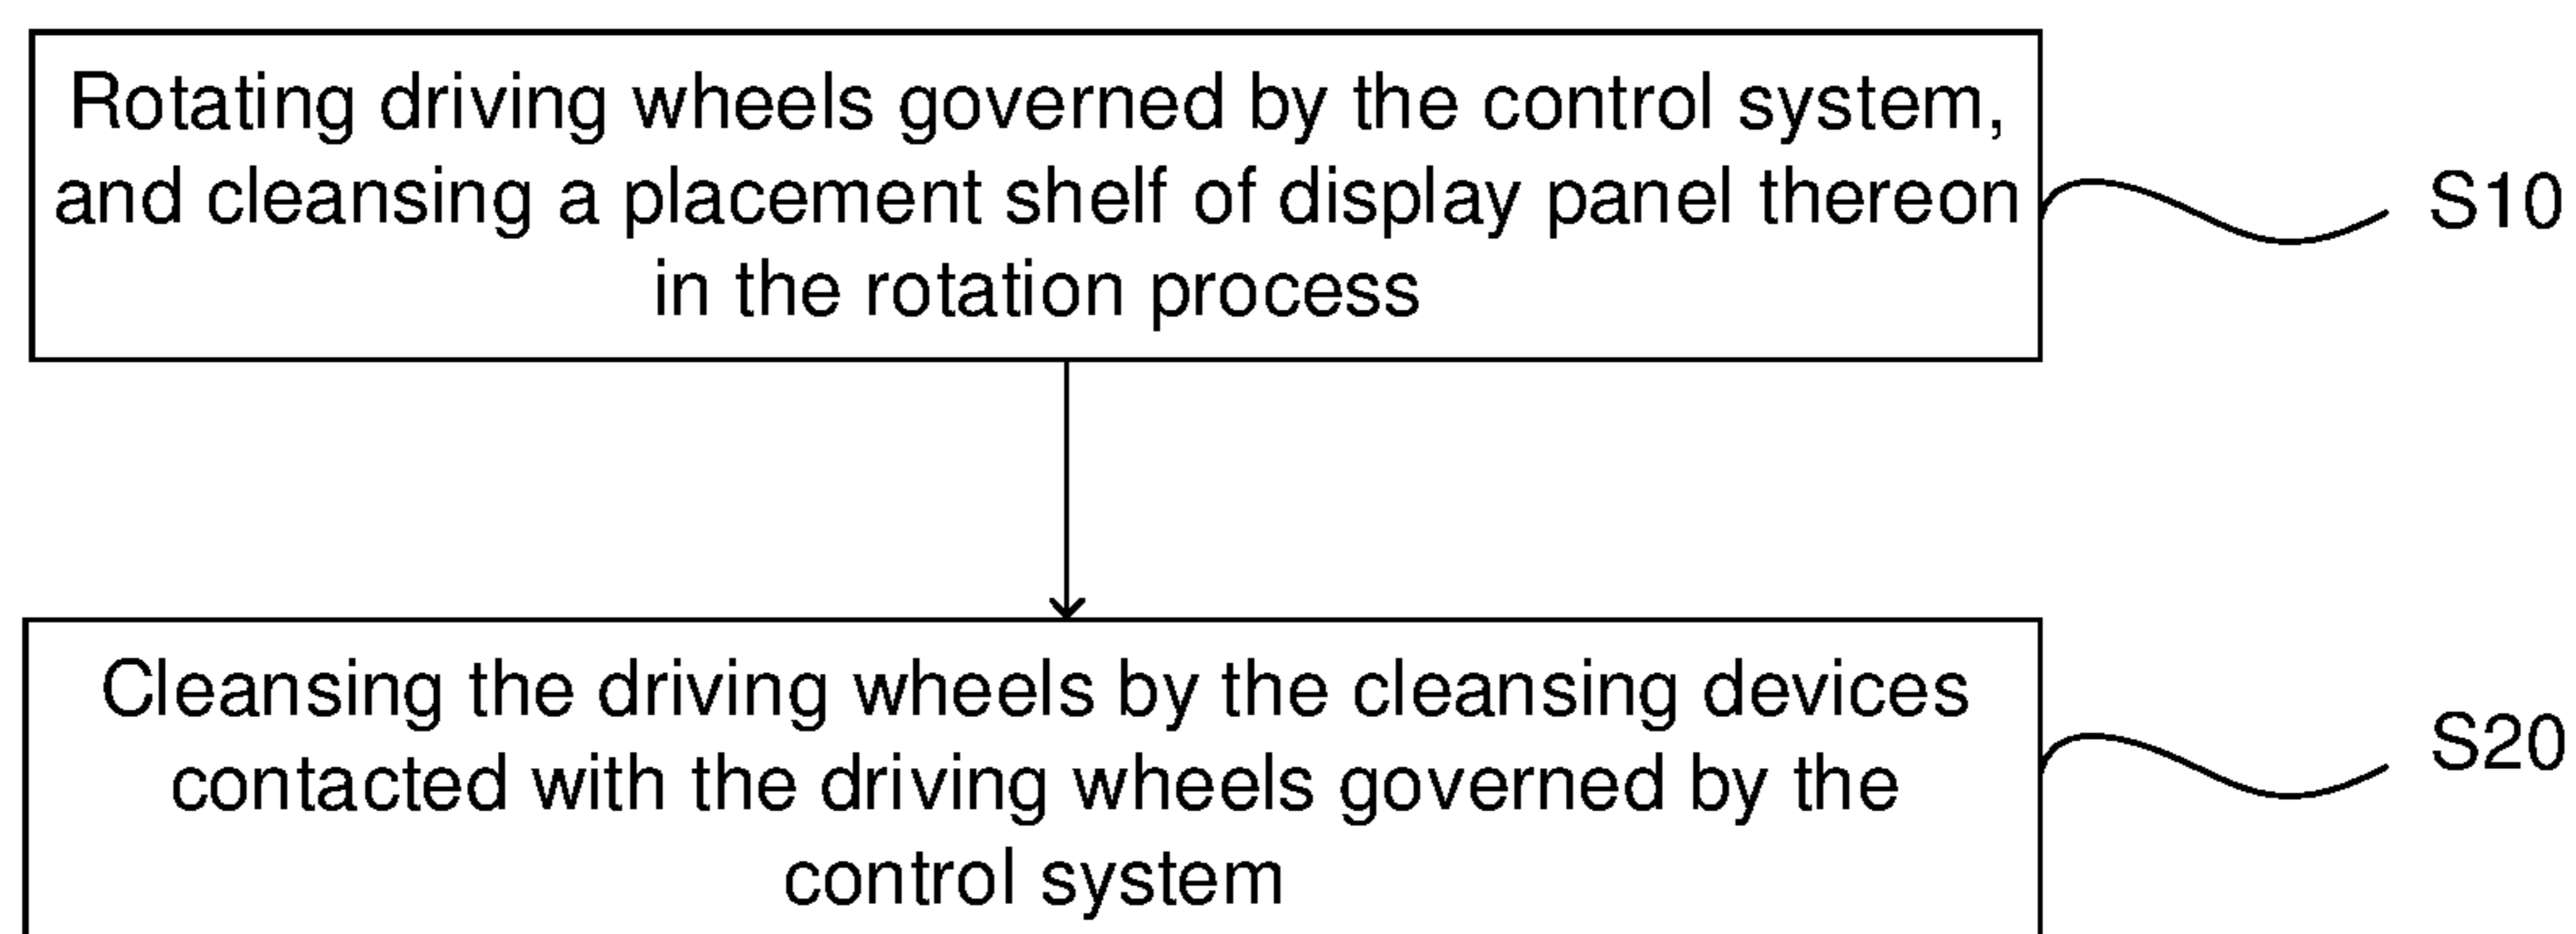 Rotating driving wheels governed by the control system,
and cleansing a placement shelf of display panel thereon
in the rotation process
S10
Cleansing the driving wheels by the cleansing devices
contacted with the driving wheels governed by the
control system
S20